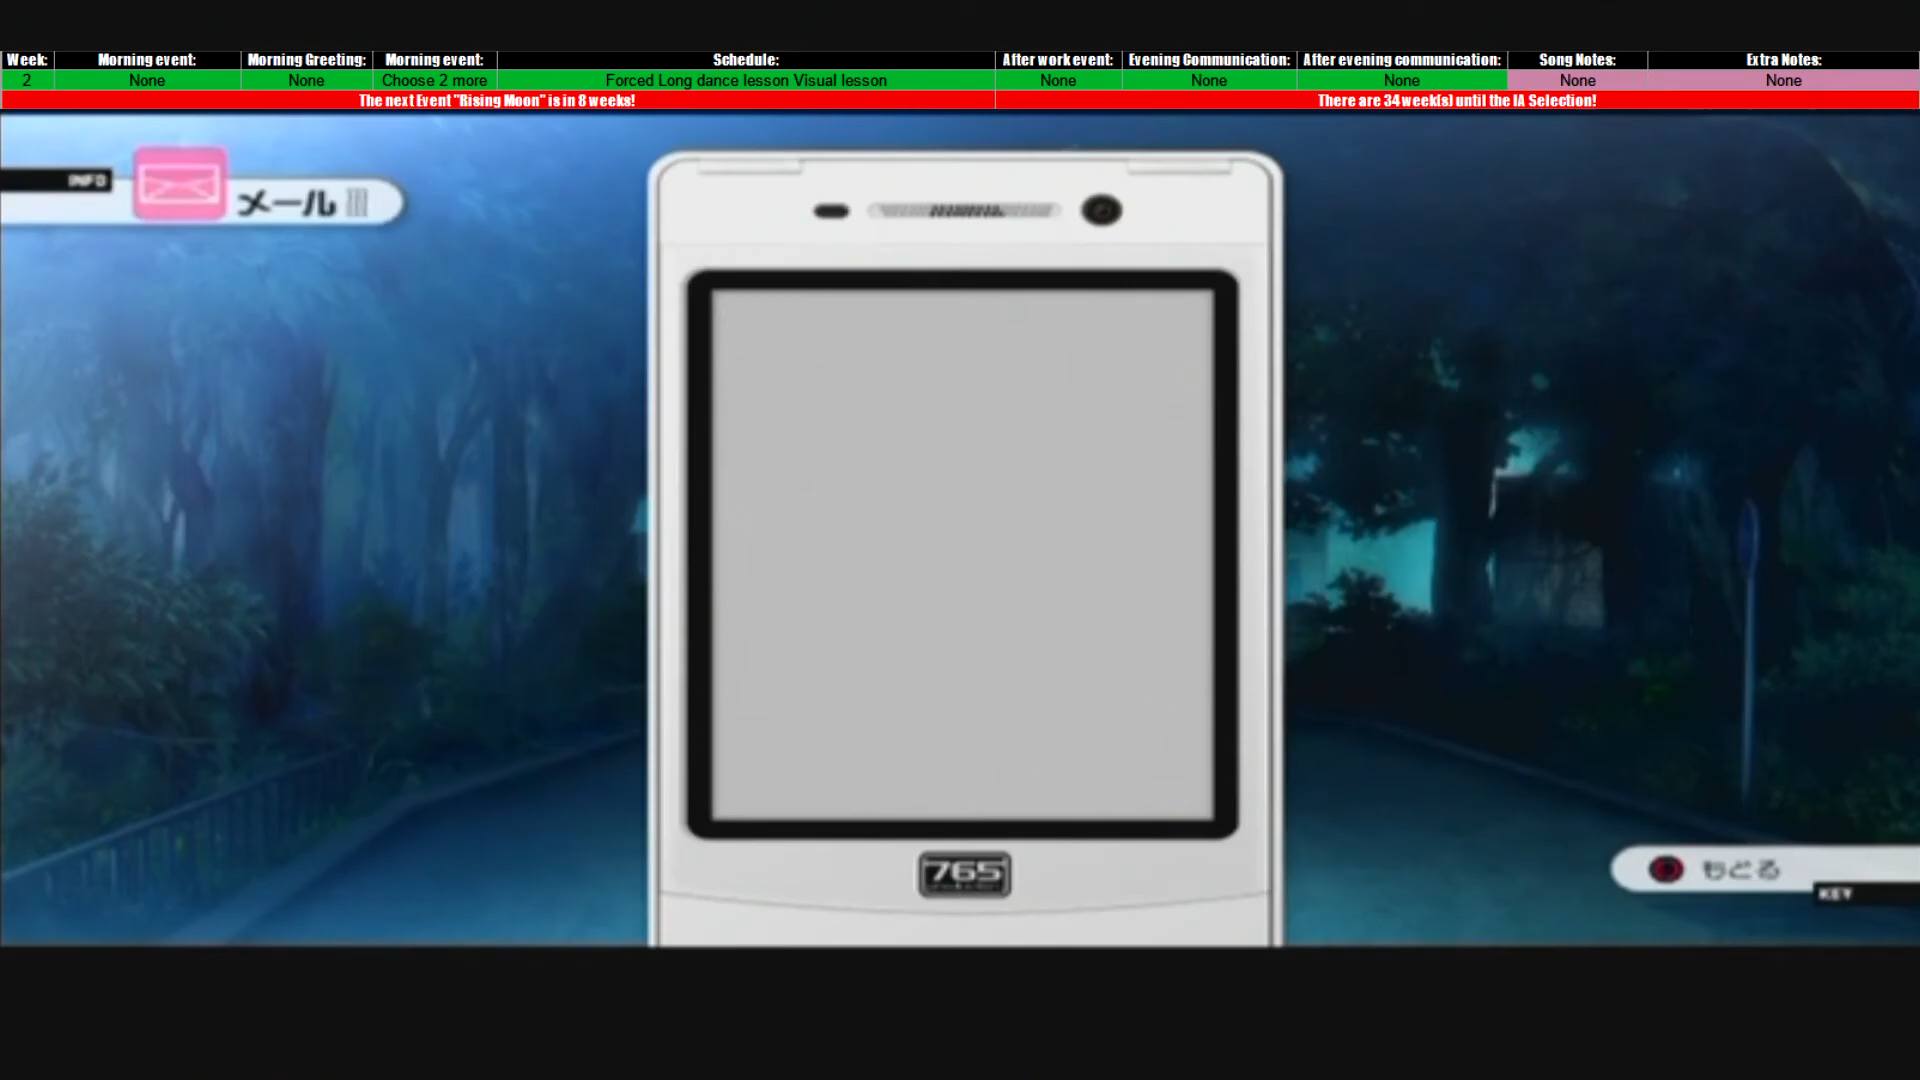 Week: Morning event: Morning Greeting: Morning event: Schedule: After work event: Evening Communication: After evening communication: Song Notes: Extra Notes:
2 None None Choose 2 more Forced Long dance lesson Visual lesson None None None None None
The next Event "Rising Moon" is in 8 weeks! There are 34 week(s) until the IA Selection!
INFO
メール
765
もどる
KEY